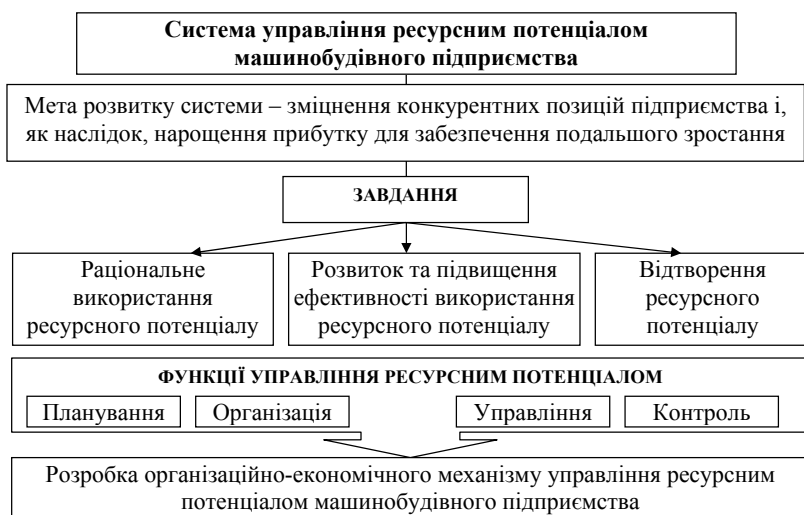 Система управління ресурсним потенціалом
машинобудівного підприємства
Мета розвитку системи – зміцнення конкурентних позицій підприємства і,
як наслідок, нарощення прибутку для забезпечення подальшого зростання
ЗАВДАННЯ
Раціональне
використання
ресурсного потенціалу
Розвиток та підвищення
ефективності використання
ресурсного потенціалу
Відтворення
ресурсного
потенціалу
ФУНКЦІЇ УПРАВЛІННЯ РЕСУРСНИМ ПОТЕНЦІАЛОМ
Планування
Організація
Управління
Контроль
Розробка організаційно-економічного механізму управління ресурсним
потенціалом машинобудівного підприємства